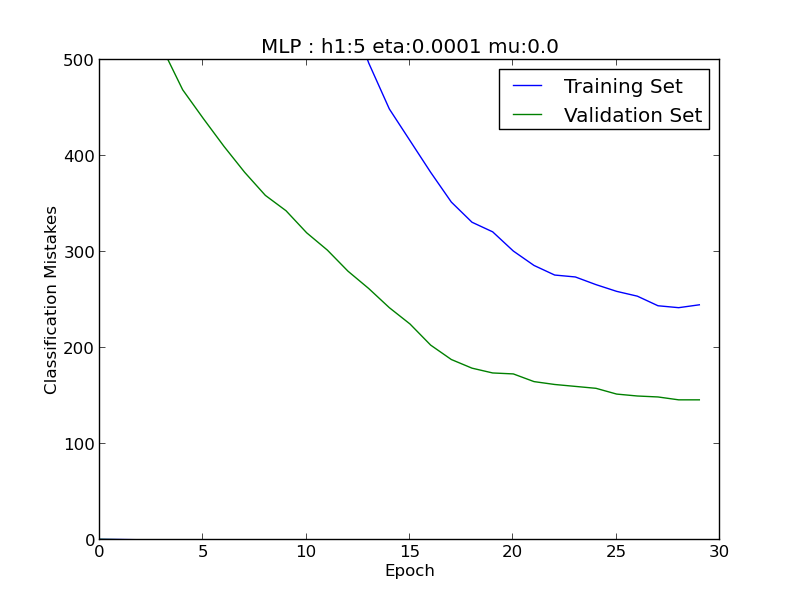 MLP : h1:5 eta:0.0001 mu:0.0
Training Set
Validation Set
500
400
300
200
100
0
Classification Mistakes
0 5 10 15 20 25 30
Epoch